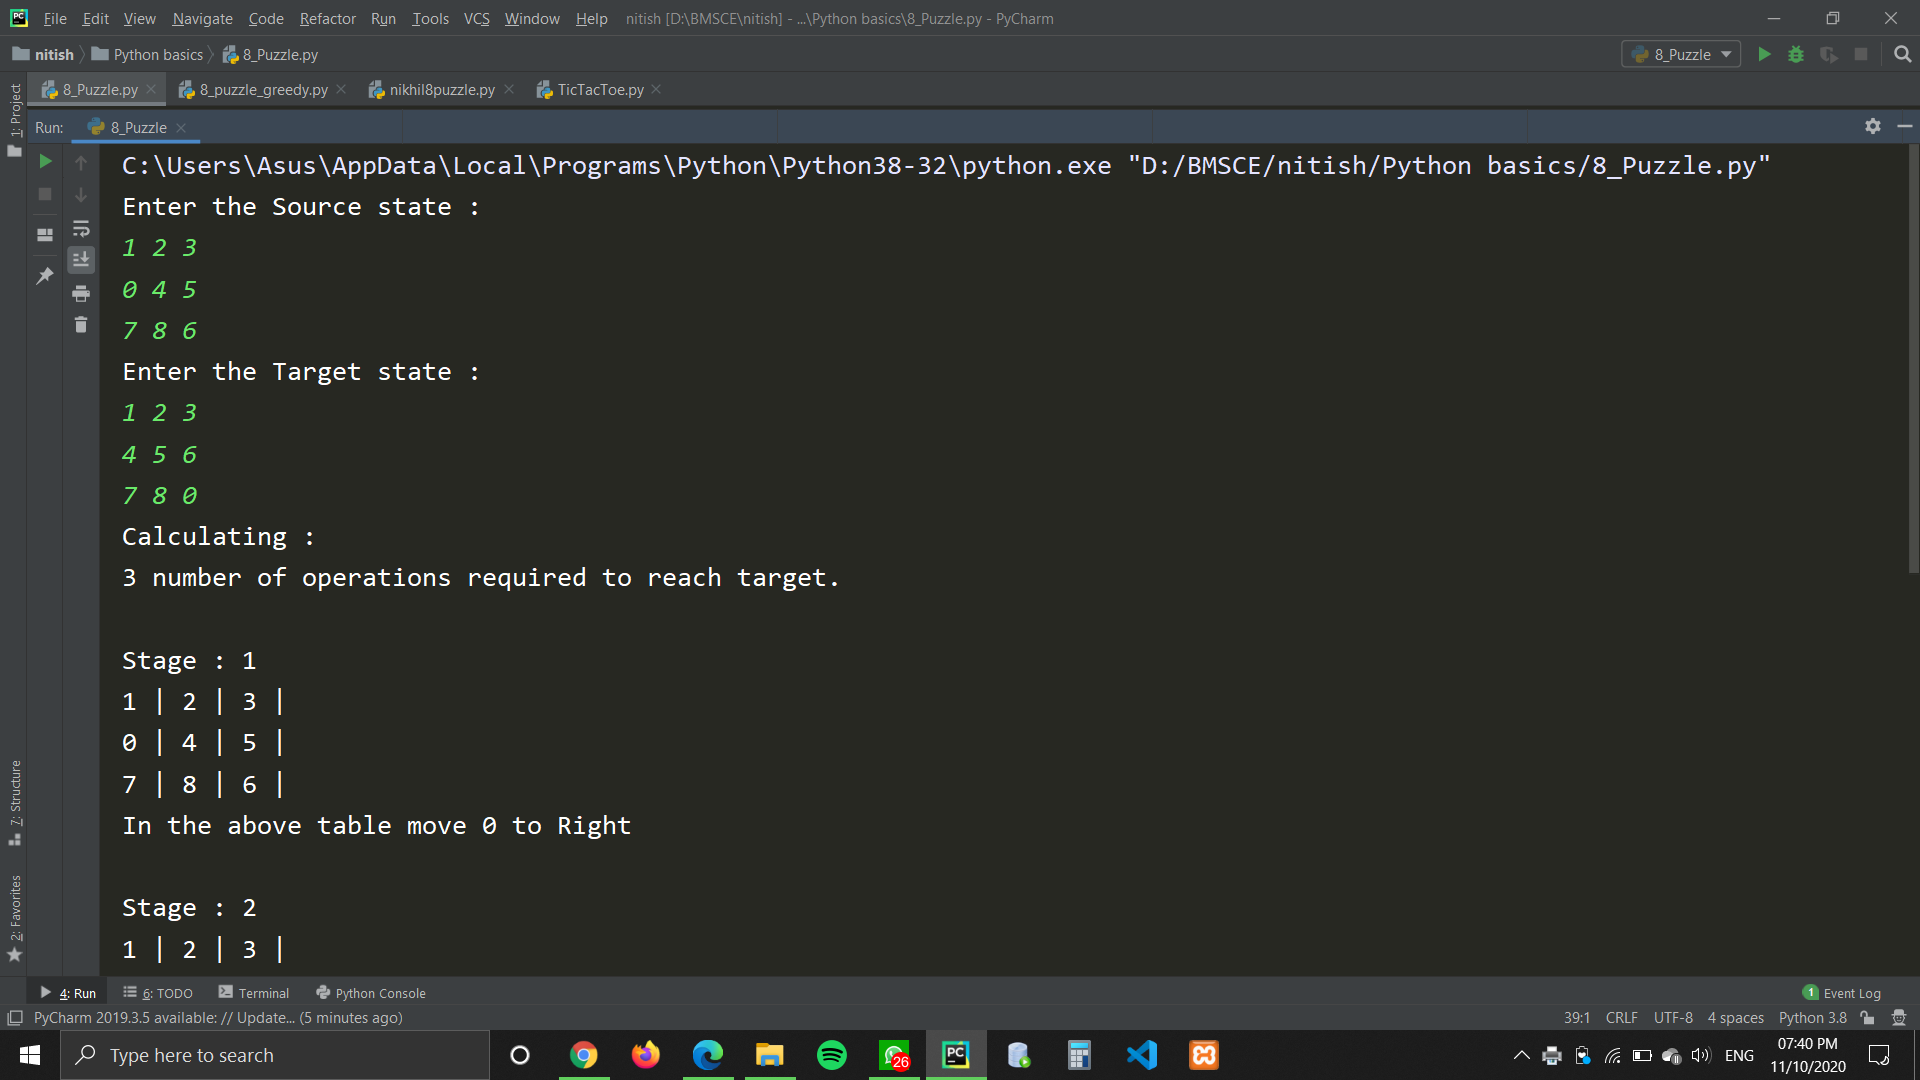 File Edit View Navigate Code Refactor Run Tools VCS Window Help nitish [D:\BMSCE\nitish] - ...\Python basics\8_Puzzle.py - PyCharm
nitish Python basics 8_Puzzle.py 8_Puzzle
8_Puzzle.py 8_puzzle_greedy.py nikhil8puzzle.py TicTacToe.py
1: Project
Run: 8_Puzzle
C:\Users\Asus\AppData\Local\Programs\Python\Python38-32\python.exe "D:/BMSCE/nitish/Python basics/8_Puzzle.py"
Enter the Source state :
1 2 3
0 4 5
7 8 6
Enter the Target state :
1 2 3
4 5 6
7 8 0
Calculating :
3 number of operations required to reach target.
Stage : 1
1 | 2 | 3 |
0 | 4 | 5 |
7 | 8 | 6 |
In the above table move 0 to Right
Stage : 2
1 | 2 | 3 |
7: Structure
2: Favorites
4: Run 6: TODO Terminal Python Console 1 Event Log
PyCharm 2019.3.5 available: // Update... (5 minutes ago) 39:1 CRLF UTF-8 4 spaces Python 3.8
Type here to search PC 26 ENG 07:40 PM
11/10/2020